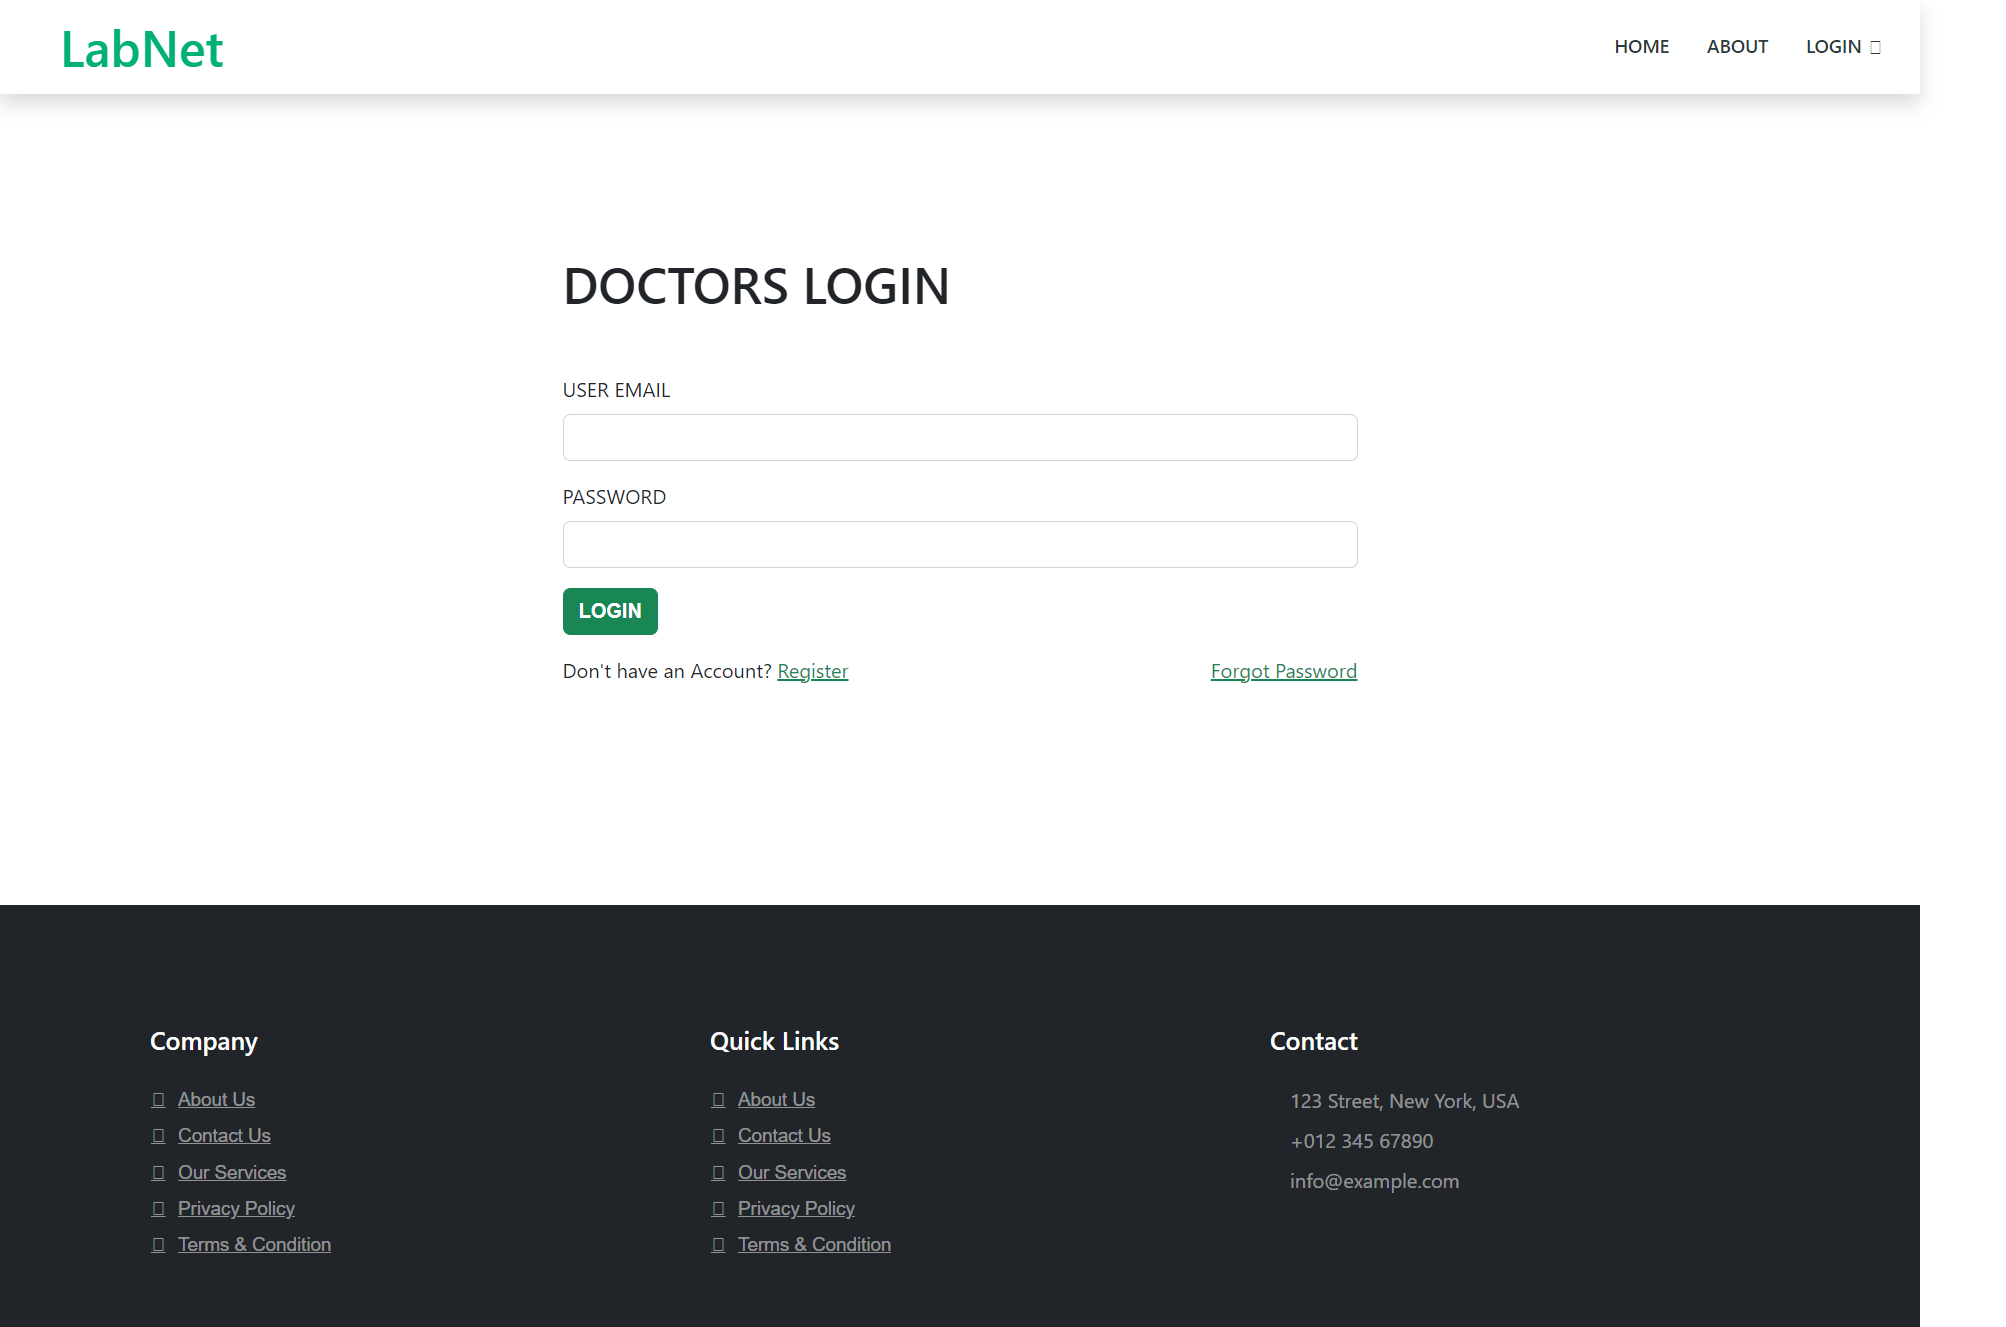 LabNet
HOME ABOUT LOGIN
DOCTORS LOGIN
USER EMAIL
PASSWORD
LOGIN
Don't have an Account? Register Forgot Password
Company
About Us
Contact Us
Our Services
Privacy Policy
Terms & Condition
Quick Links
About Us
Contact Us
Our Services
Privacy Policy
Terms & Condition
Contact
123 Street, New York, USA
+012 345 67890
info@example.com